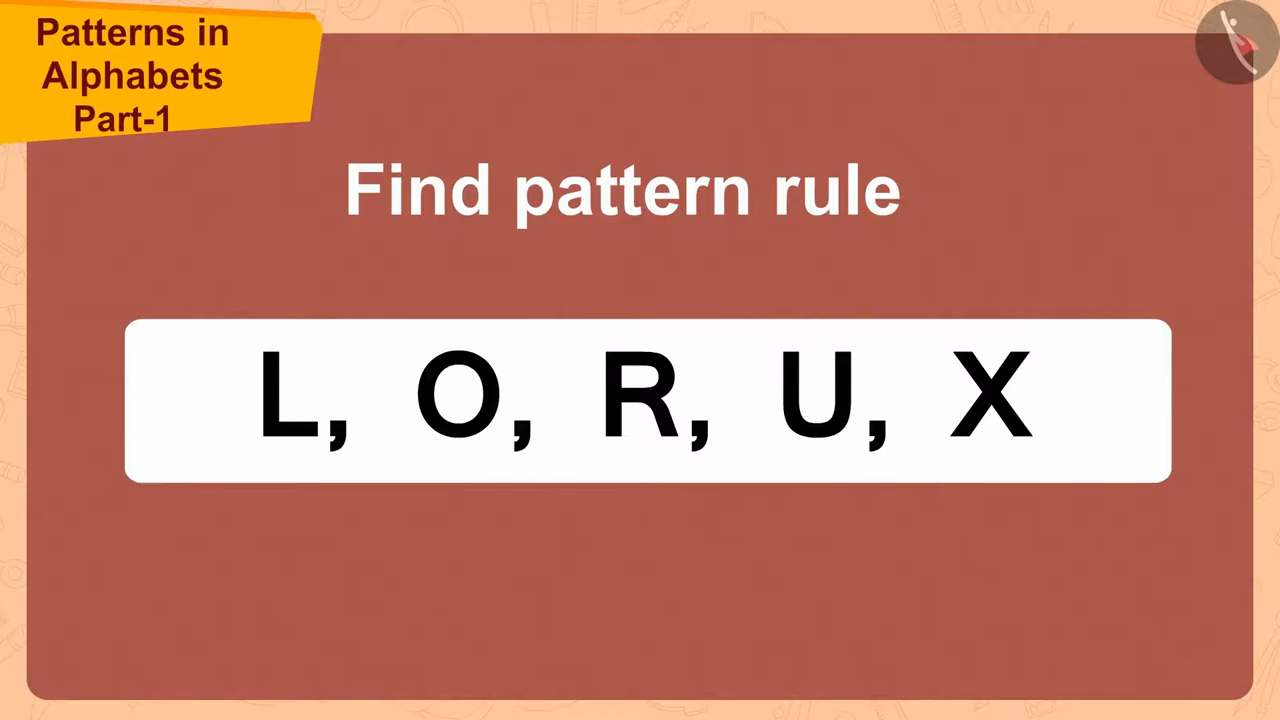 Patterns in
Alphabets
Part-1
Find pattern rule
L, O, R, U, X